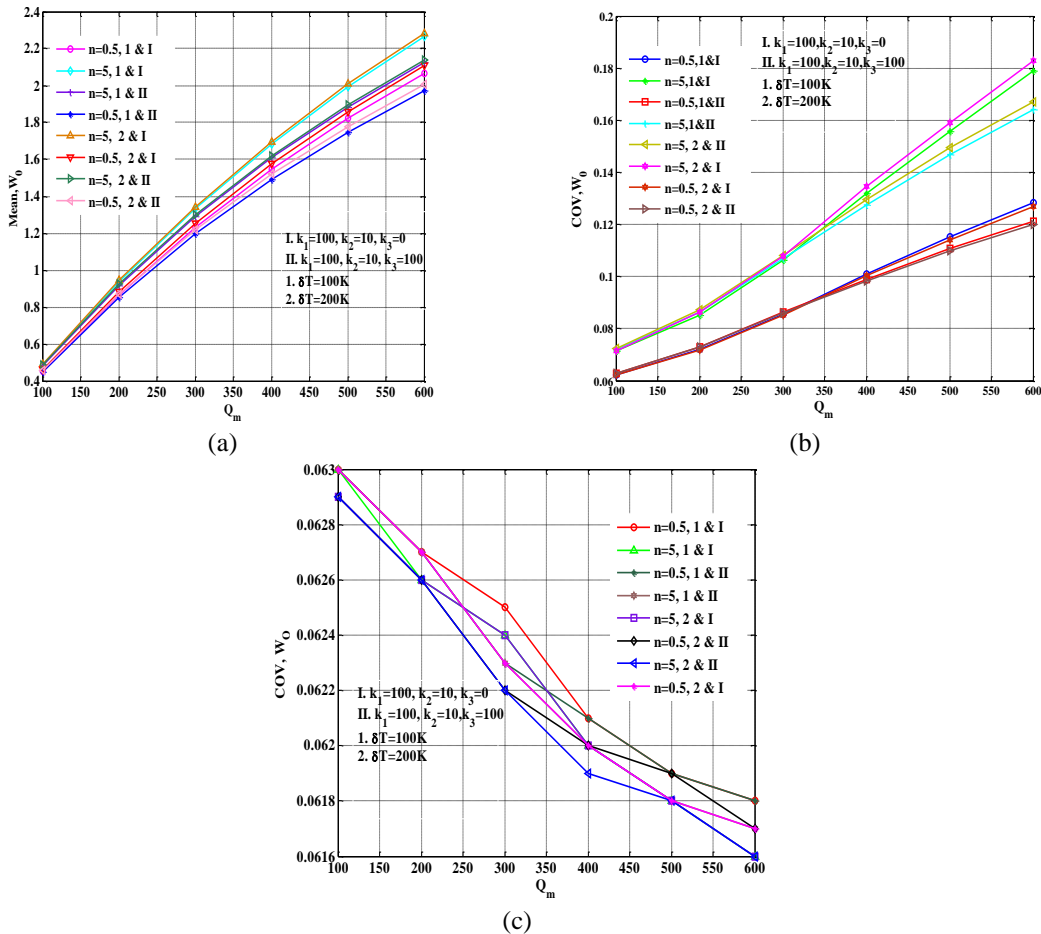 2.4
2.2
2
1.8
1.6
1.4
1.2
1
0.8
0.6
0.4
Mean,W0
n=0.5, 1 & I
n=5, 1 & I
n=5, 1 & II
n=0.5, 1 & II
n=5,  2 & I
n=0.5,  2 & I
n=5,  2 & II
n=0.5,  2 & II
I. k1=100, k2=10, k3=0
II. k1=100, k2=10, k3=100
1. δT=100K
2. δT=200K
100 150 200 250 300 350 400 450 500 550 600
Qm
(a)
0.2
0.18
0.16
0.14
0.12
0.1
0.08
0.06
COV, W0
I. k1=100,k2=10,k3=0
II. k1=100,k2=10,k3=100
1. δT=100K
2. δT=200K
n=0.5,1&I
n=5,1&I
n=0.5,1&II
n=5,1&II
n=5, 2 & II
n=5, 2 & I
n=0.5, 2 & I
n=0.5, 2 & II
100 150 200 250 300 350 400 450 500 550 600
Qm
(b)
0.063
0.0628
0.0626
0.0624
0.0622
0.062
0.0618
0.0616
COV, WO
n=0.5, 1 & I
n=5, 1 & I
n=0.5, 1 & II
n=5, 1 & II
n=5, 2 & I
n=0.5, 2 & II
n=5, 2 & II
n=0.5, 2 & I
I. k1=100, k2=10, k3=0
II. k1=100, k2=10,k3=100
1. δT=100K
2. δT=200K
100 150 200 250 300 350 400 450 500 550 600
Qm
(c)